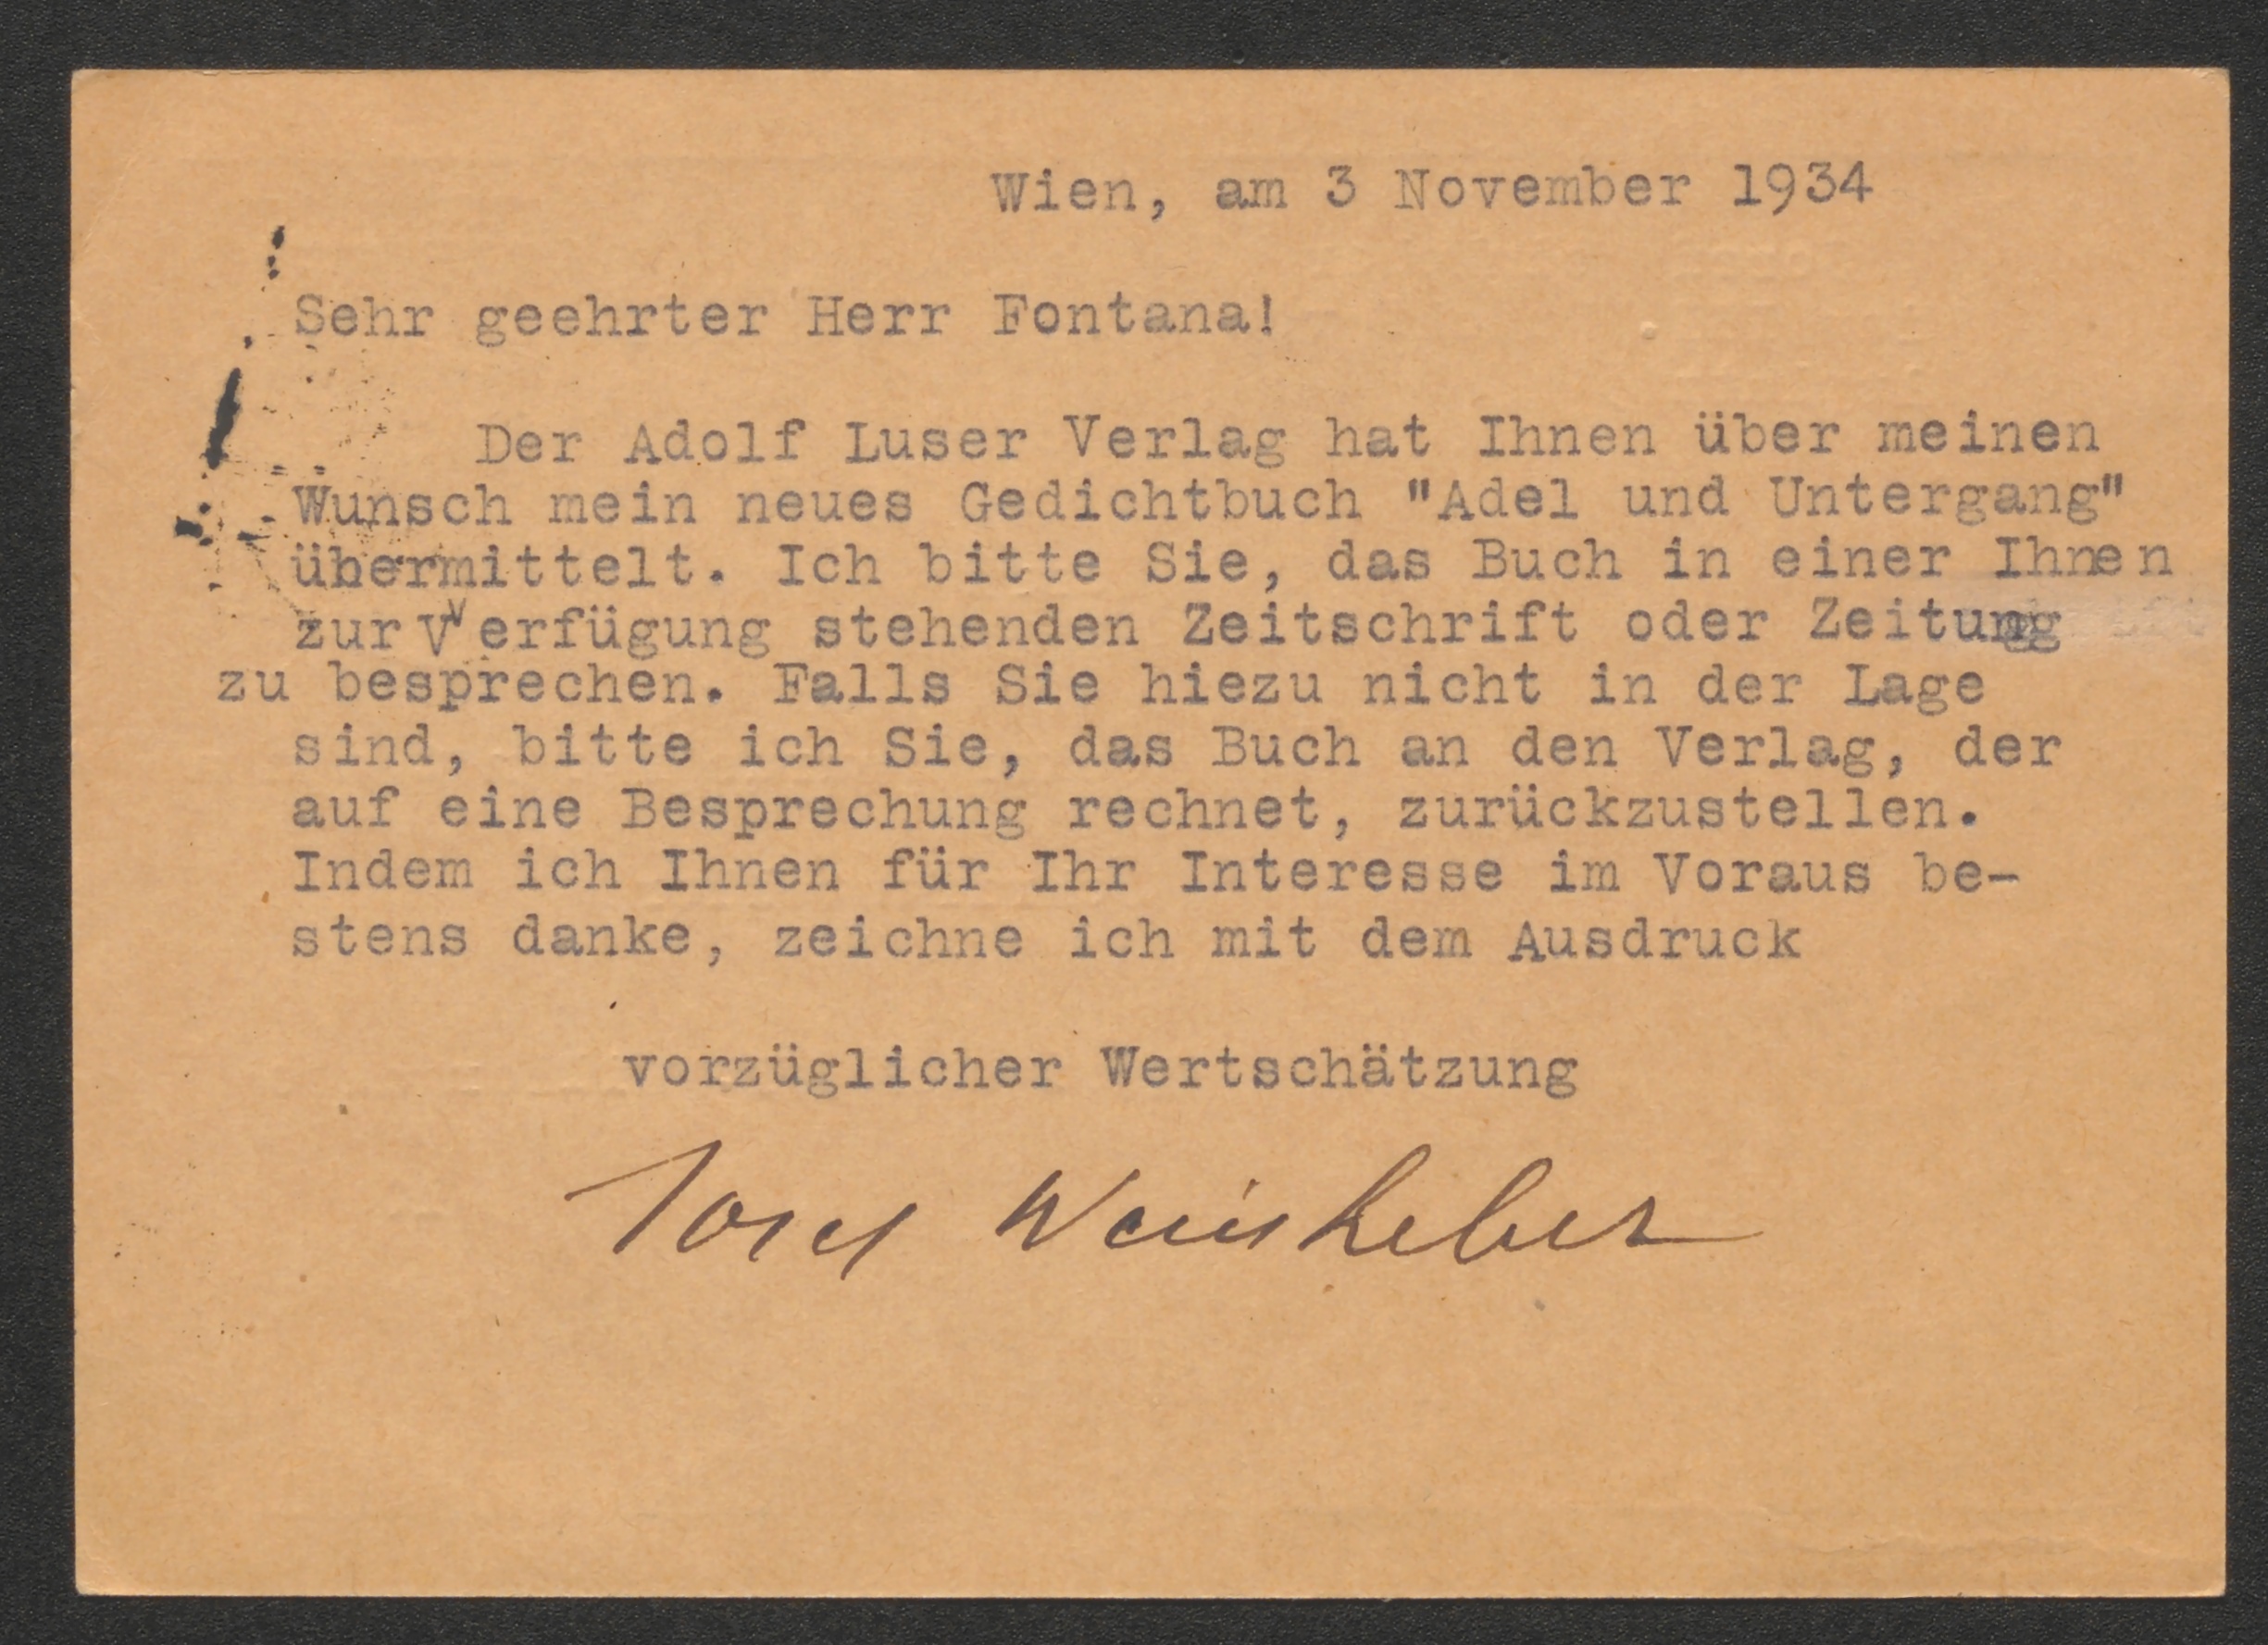 Wien, am 3 November 1934
Sehr geehrter Herr Fontana!
Der Adolf Luser Verlag hat Ihnen über meinen
Wunsch mein neues Gedichtbuch "Adel und Untergang"
übermittelt. Ich bitte Sie, das Buch in einer Ihnen
zur Verfügung stehenden Zeitschrift oder Zeitung
zu besprechen. Falls Sie hiezu nicht in der Lage
sind, bitte ich Sie, das Buch an den Verlag, der
auf eine Besprechung rechnet, zurückzustellen.
Indem ich Ihnen für Ihr Interesse im Voraus be-
stens danke, zeichne ich mit dem Ausdruck
vorzüglicher Wertschätzung
Josef Weinheber